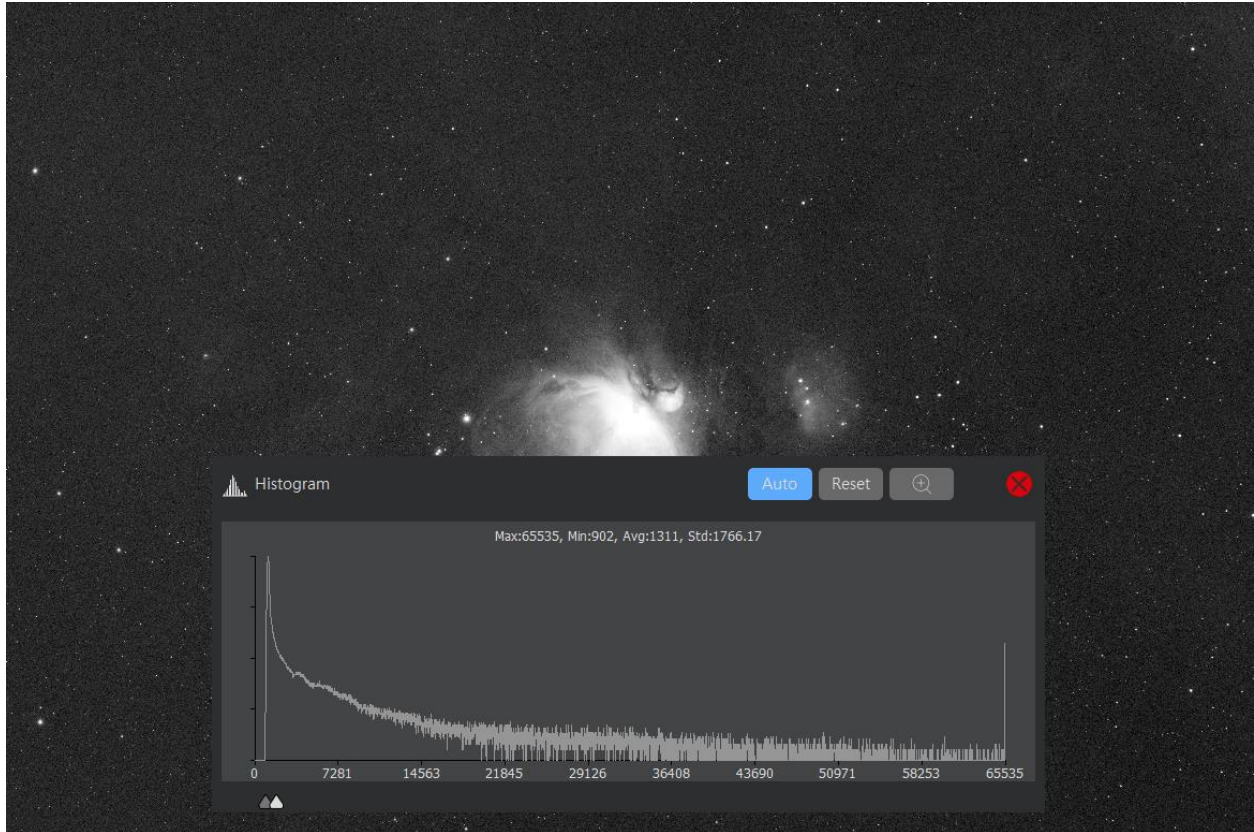 Histogram
Auto
Reset
Max:65535, Min:902, Avg:1311, Std:1766.17
0 7281 14563 21845 29126 36408 43690 50971 58253 65535